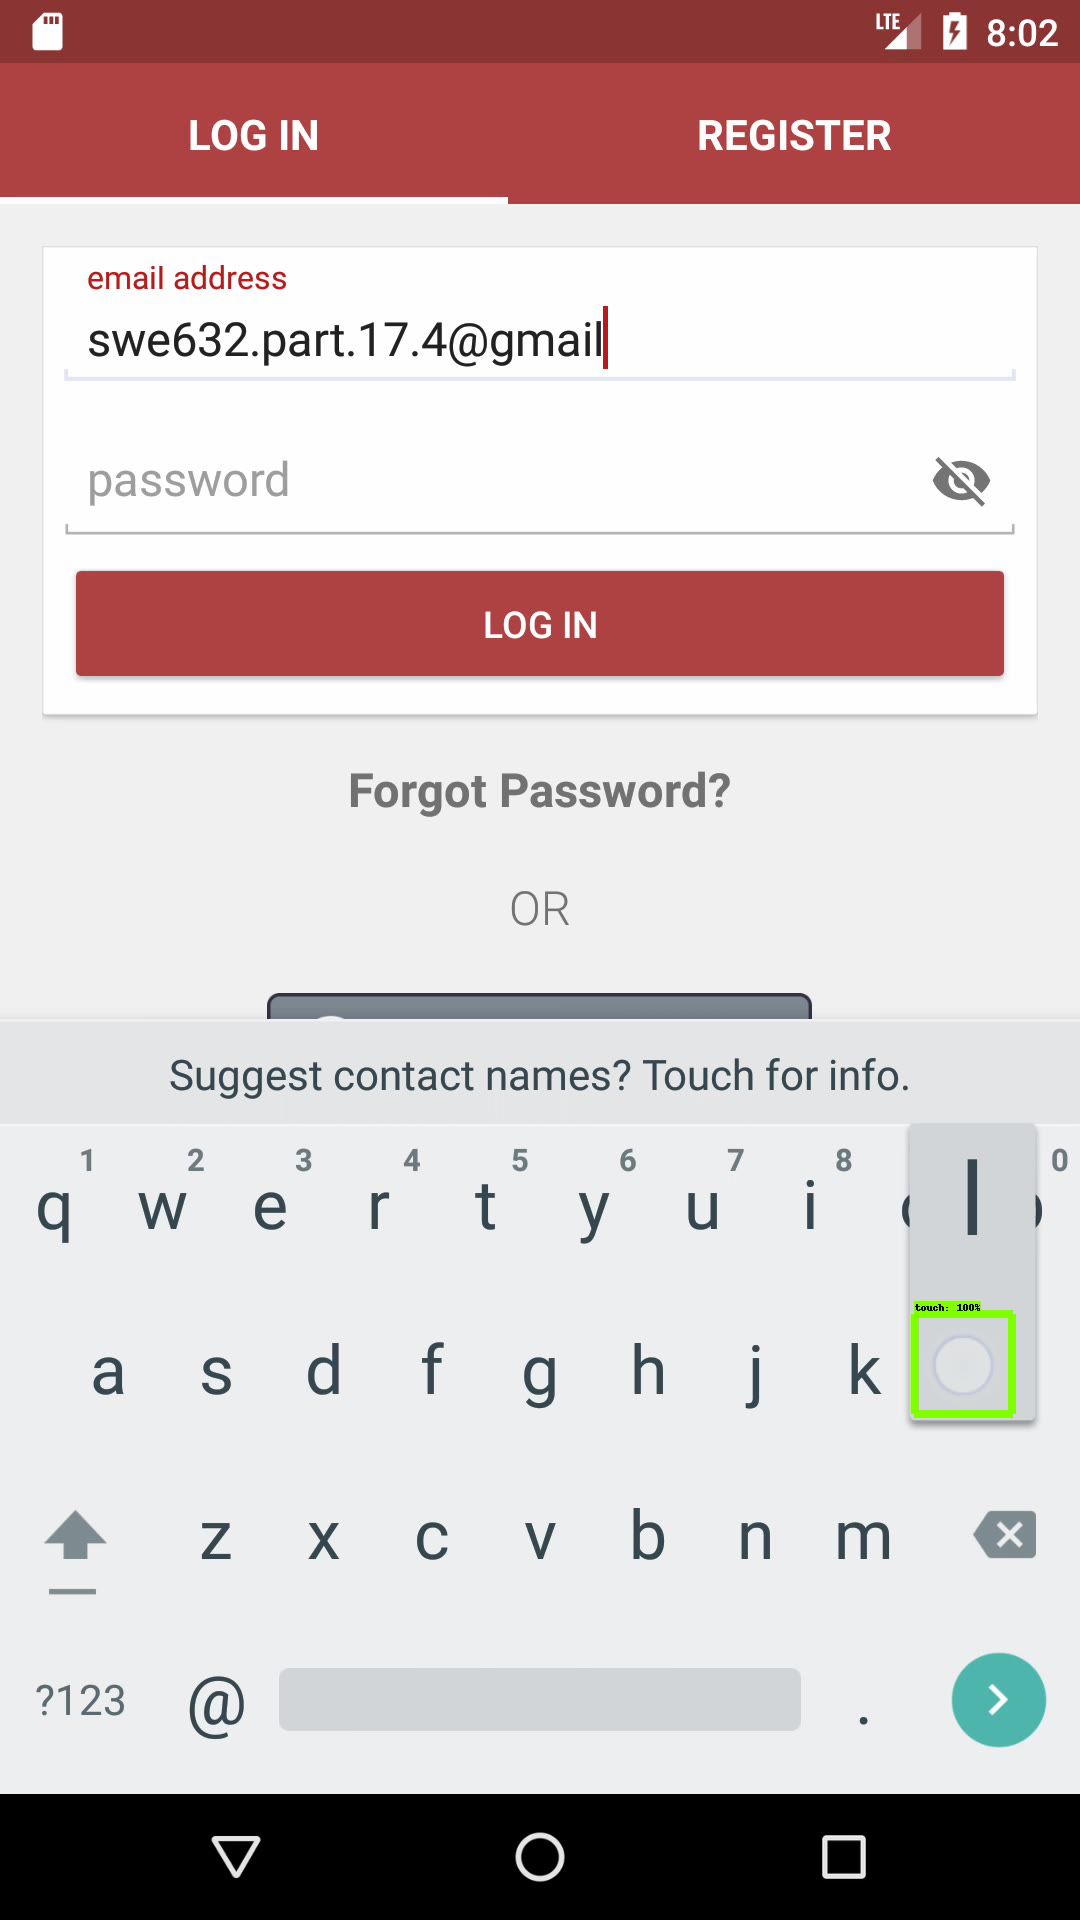 LTE 8:02
LOG IN REGISTER
email address
swe632.part.17.4@gmail
password
LOG IN
Forgot Password?
OR
Suggest contact names? Touch for info.
1 2 3 4 5 6 7 8 0
q w e r t y u i l
touch: 100%
a s d f g h j k
z x c v b n m
?123 @ .